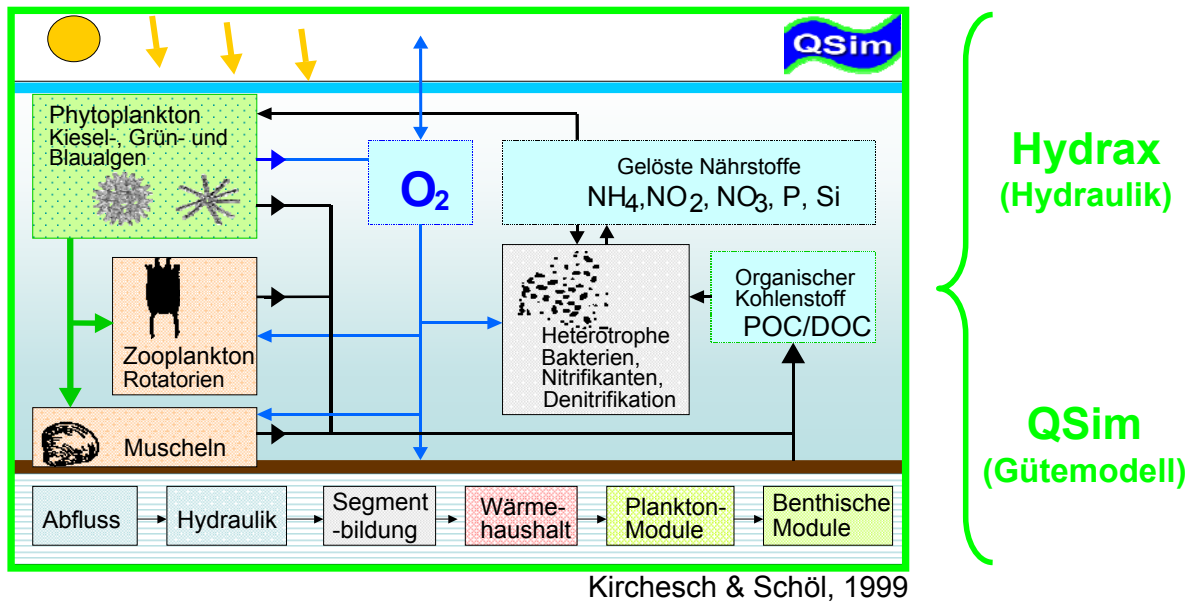 QSim
Phytoplankton
Kiesel-, Grün- und
Blaualgen
O2
Gelöste Nährstoffe
NH4,NO2, NO3, P, Si
Organischer
Kohlenstoff
POC/DOC
Heterotrophe
Bakterien,
Nitrifikanten,
Denitrifikation
Zooplankton
Rotatorien
Muscheln
Abfluss
Hydraulik
Segment
-bildung
Wärme-
haushalt
Plankton-
Module
Benthische
Module
Hydrax
(Hydraulik)
QSim
(Gütemodell)
Kirchesch & Schöl, 1999